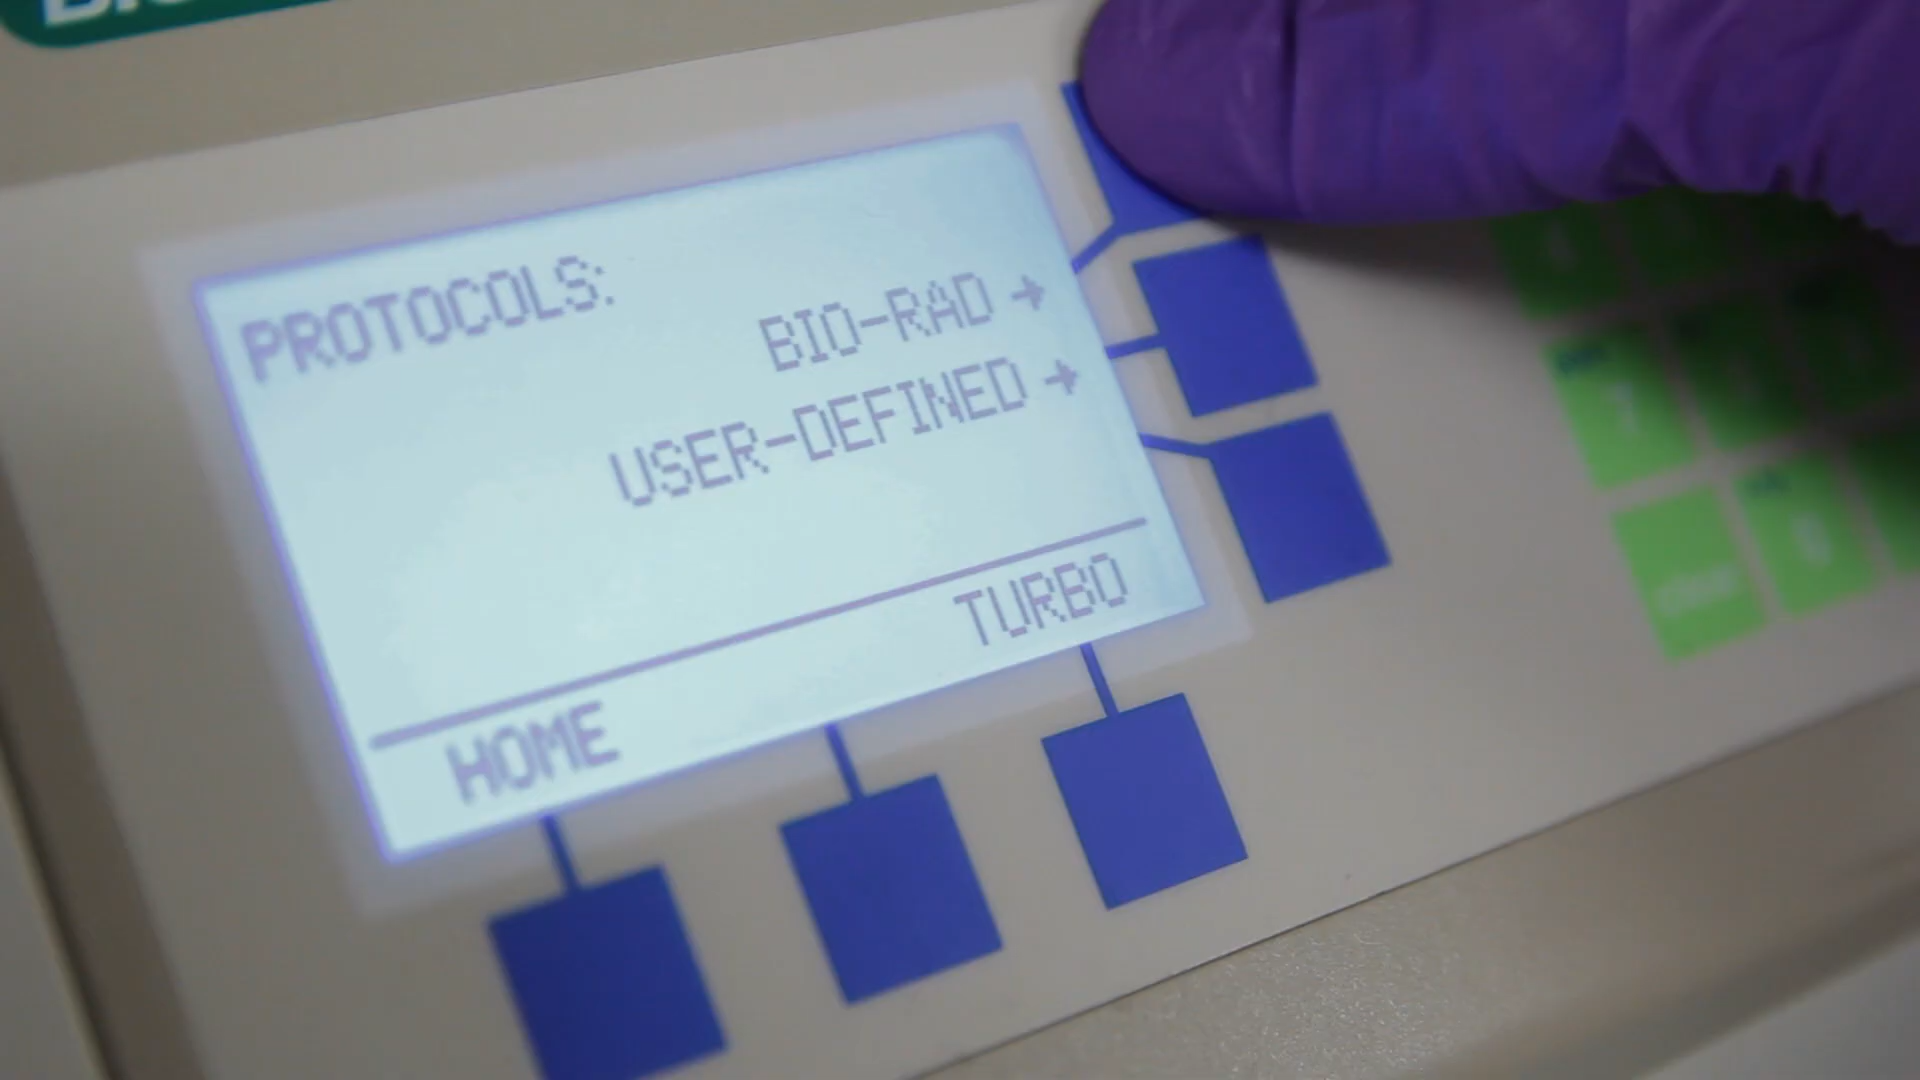 PROTOCOLS:
BIO-RAD →
USER-DEFINED →
TURBO
HOME